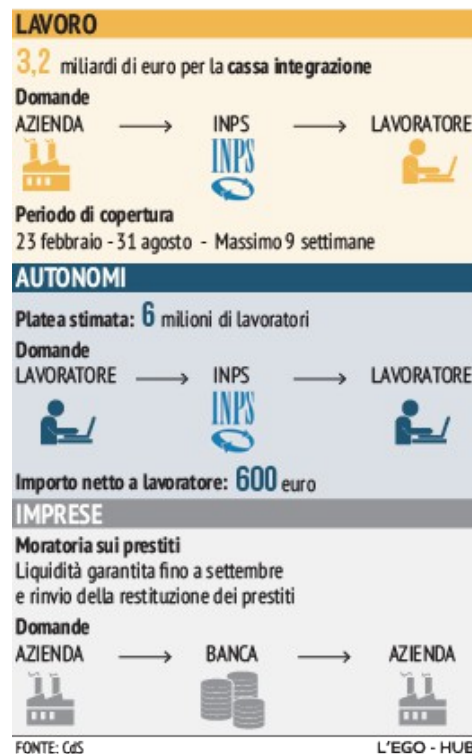 LAVORO
3,2 miliardi di euro per la cassa integrazione
Domande
AZIENDA INPS LAVORATORE
INPS
Periodo di copertura
23 febbraio - 31 agosto - Massimo 9 settimane
AUTONOMI
Platea stimata: 6 milioni di lavoratori
Domande
LAVORATORE INPS LAVORATORE
INPS
Importo netto a lavoratore: 600 euro
IMPRESE
Moratoria sui prestiti
Liquidità garantita fino a settembre
e rinvio della restituzione dei prestiti
Domande
AZIENDA BANCA AZIENDA
FONTE: CdS L'EGO - HUB